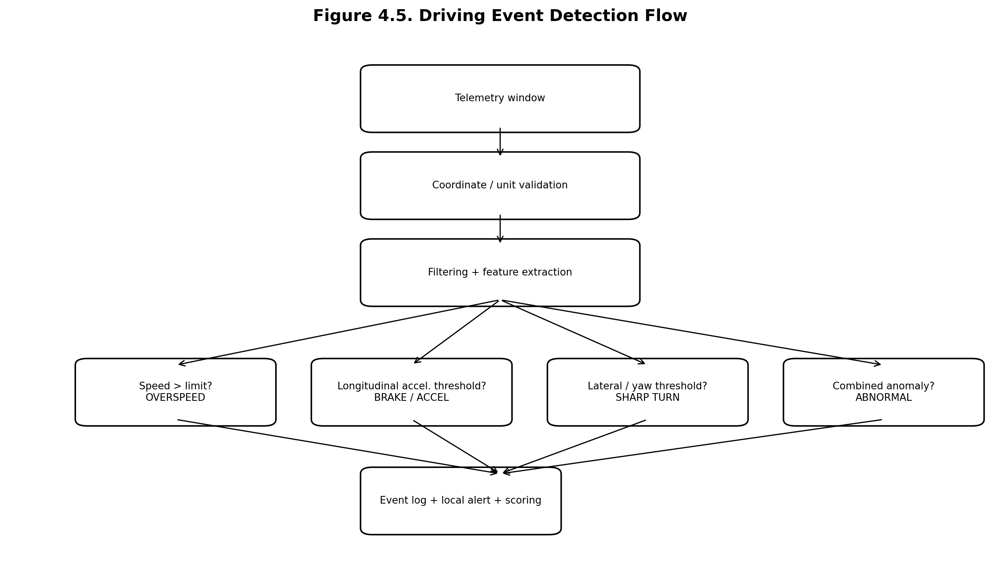 Figure 4.5. Driving Event Detection Flow
Telemetry window
Coordinate / unit validation
Filtering + feature extraction
Speed > limit?
OVERSPEED
Longitudinal accel. threshold?
BRAKE / ACCEL
Lateral / yaw threshold?
SHARP TURN
Combined anomaly?
ABNORMAL
Event log + local alert + scoring